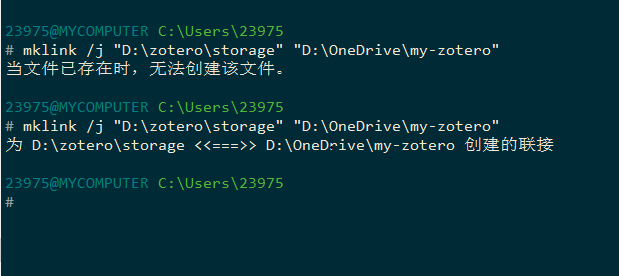 23975@MYCOMPUTER C:\Users\23975
# mklink /j "D:\zotero\storage" "D:\OneDrive\my-zotero"
当文件已存在时，无法创建该文件。
23975@MYCOMPUTER C:\Users\23975
# mklink /j "D:\zotero\storage" "D:\OneDrive\my-zotero"
为 D:\zotero\storage <<===>> D:\OneDrive\my-zotero 创建的联接
23975@MYCOMPUTER C:\Users\23975
#